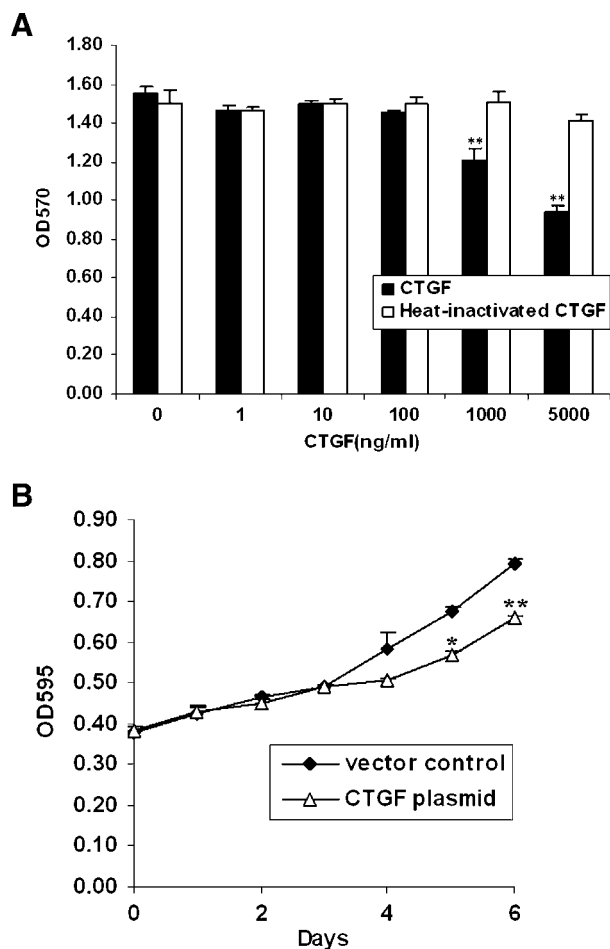 A
1.80
1.60
1.40
1.20
1.00
0.80
0.60
0.40
0.20
0.00
OD570
**
**
CTGF
Heat-inactivated CTGF
0 1 10 100 1000 5000
CTGF(ng/ml)
B
0.90
0.80
0.70
0.60
0.50
0.40
0.30
0.20
0.10
0.00
OD595
*
**
vector control
CTGF plasmid
0 2 4 6
Days